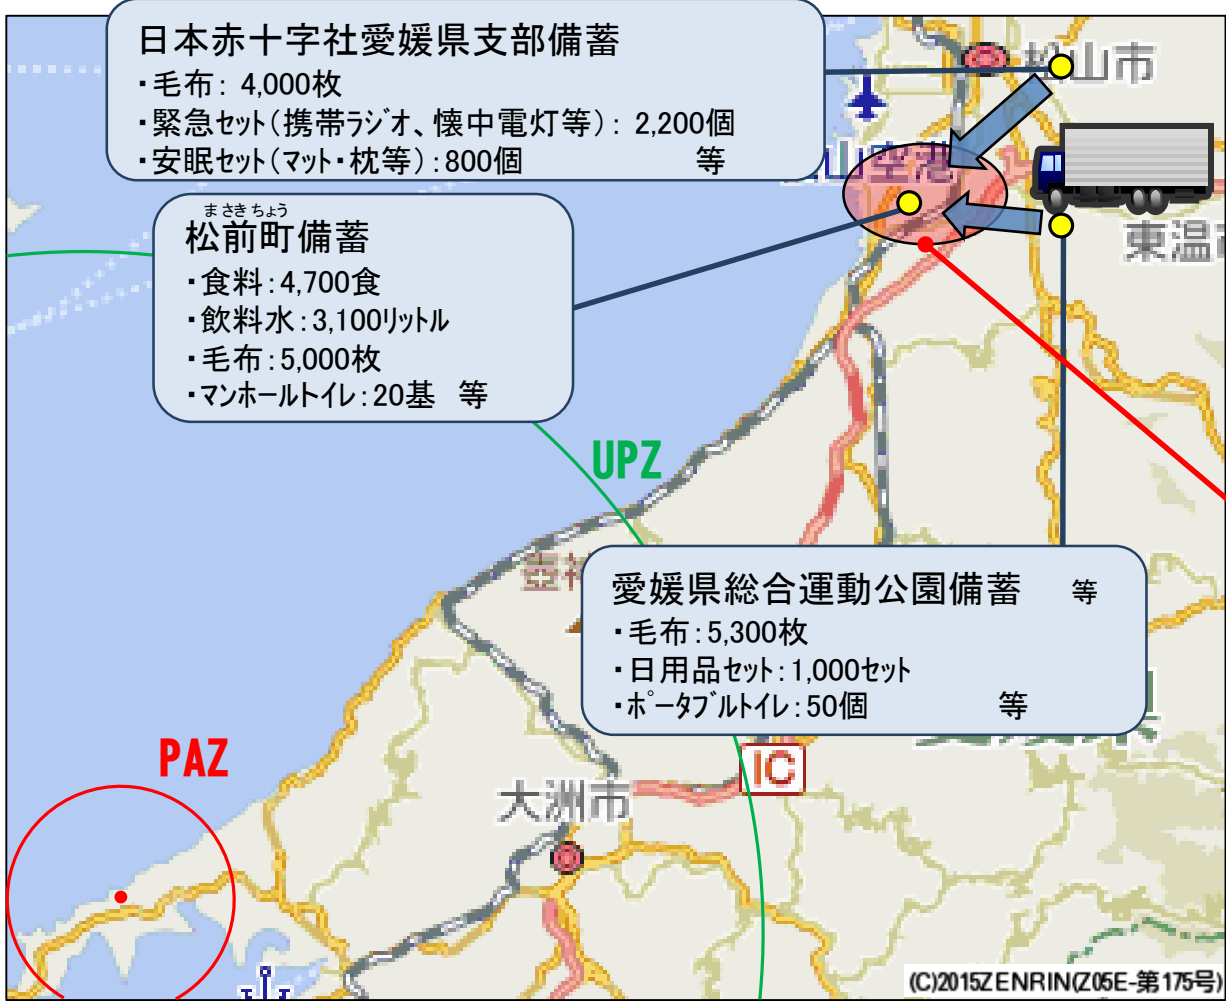 日本赤十字社愛媛県支部備蓄
・毛布： 4,000枚
・緊急セット（携帯ラジオ、懐中電灯等）： 2,200個
・安眠セット（マット・枕等）：800個 等
松山市
山空港
東温
まさきちょう
松前町備蓄
・食料：4,700食
・飲料水：3,100リットル
・毛布：5,000枚
・マンホールトイレ：20基 等
UPZ
壺神
愛媛県総合運動公園備蓄 等
・毛布：5,300枚
・日用品セット：1,000セット
・ポータブルトイレ：50個 等
PAZ
IC
大洲市
(C)2015ZENRIN(Z05E-第175号)